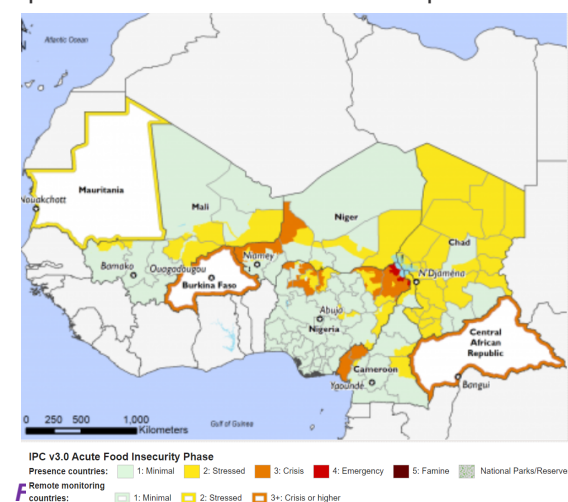 Atlantic Ocean
Mauritania
Nouakchott
Mali
Niger
Chad
Niamey
Bamako
Ouagadougou
Burkina Faso
N'Djaména
Abuja
Nigeria
Central
African
Republic
Cameroon
Yaoundé
Bangui
0 250 500 1,000
Kilometers
Gulf of Guinea
IPC v3.0 Acute Food Insecurity Phase
Presence countries: 1: Minimal 2: Stressed 3: Crisis 4: Emergency 5: Famine National Parks/Reserve
Remote monitoring
countries: 1: Minimal 2: Stressed 3+: Crisis or higher